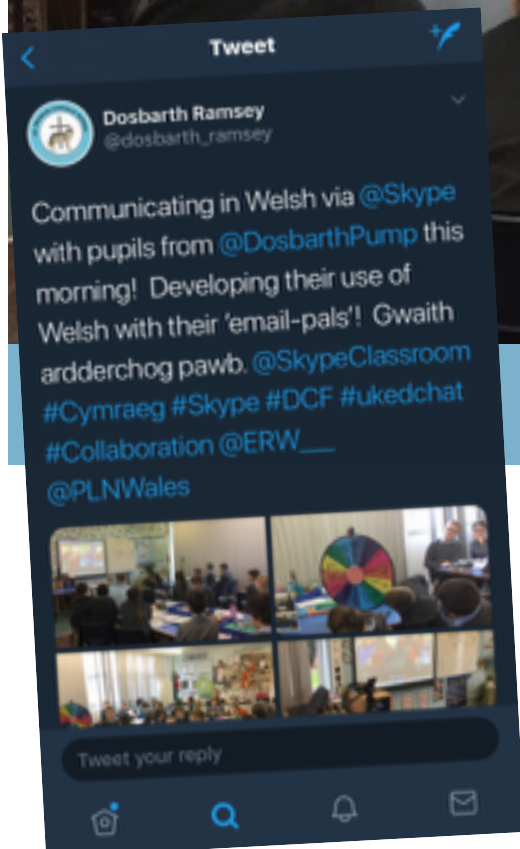 Tweet
Dosbarth Ramsey
@dosbarth_ramsey
Communicating in Welsh via @Skype
with pupils from @DosbarthPump this
morning! Developing their use of
Welsh with their 'email-pals'! Gwaith
ardderchog pawb. @SkypeClassroom
#Cymraeg #Skype #DCF #ukedchat
#Collaboration @ERW___
@PLNWales
Tweet your reply